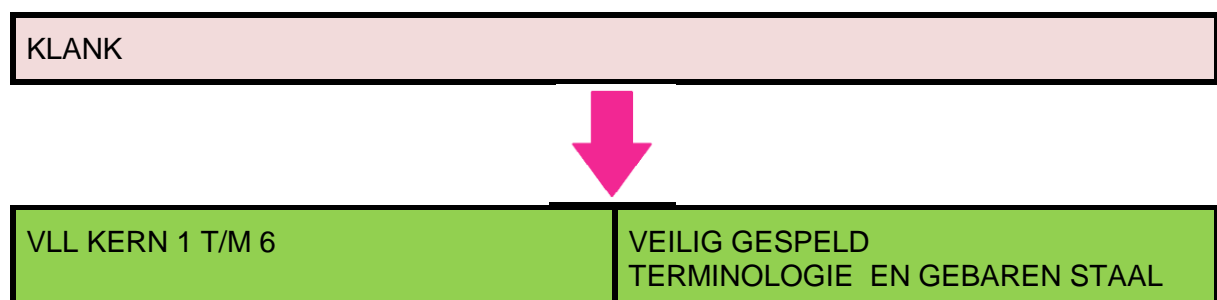 KLANK
VLL KERN 1 T/M 6
VEILIG GESPELD
TERMINOLOGIE EN GEBAREN STAAL